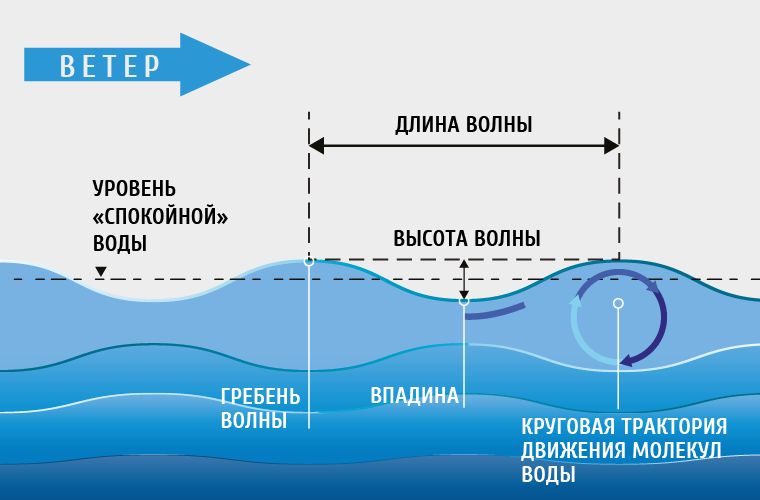 ВЕТЕР
ДЛИНА ВОЛНЫ
УРОВЕНЬ
«СПОКОЙНОЙ»
ВОДЫ
ВЫСОТА ВОЛНЫ
ГРЕБЕНЬ
ВОЛНЫ
ВПАДИНА
КРУГОВАЯ ТРАКТОРИЯ
ДВИЖЕНИЯ МОЛЕКУЛ
ВОДЫ